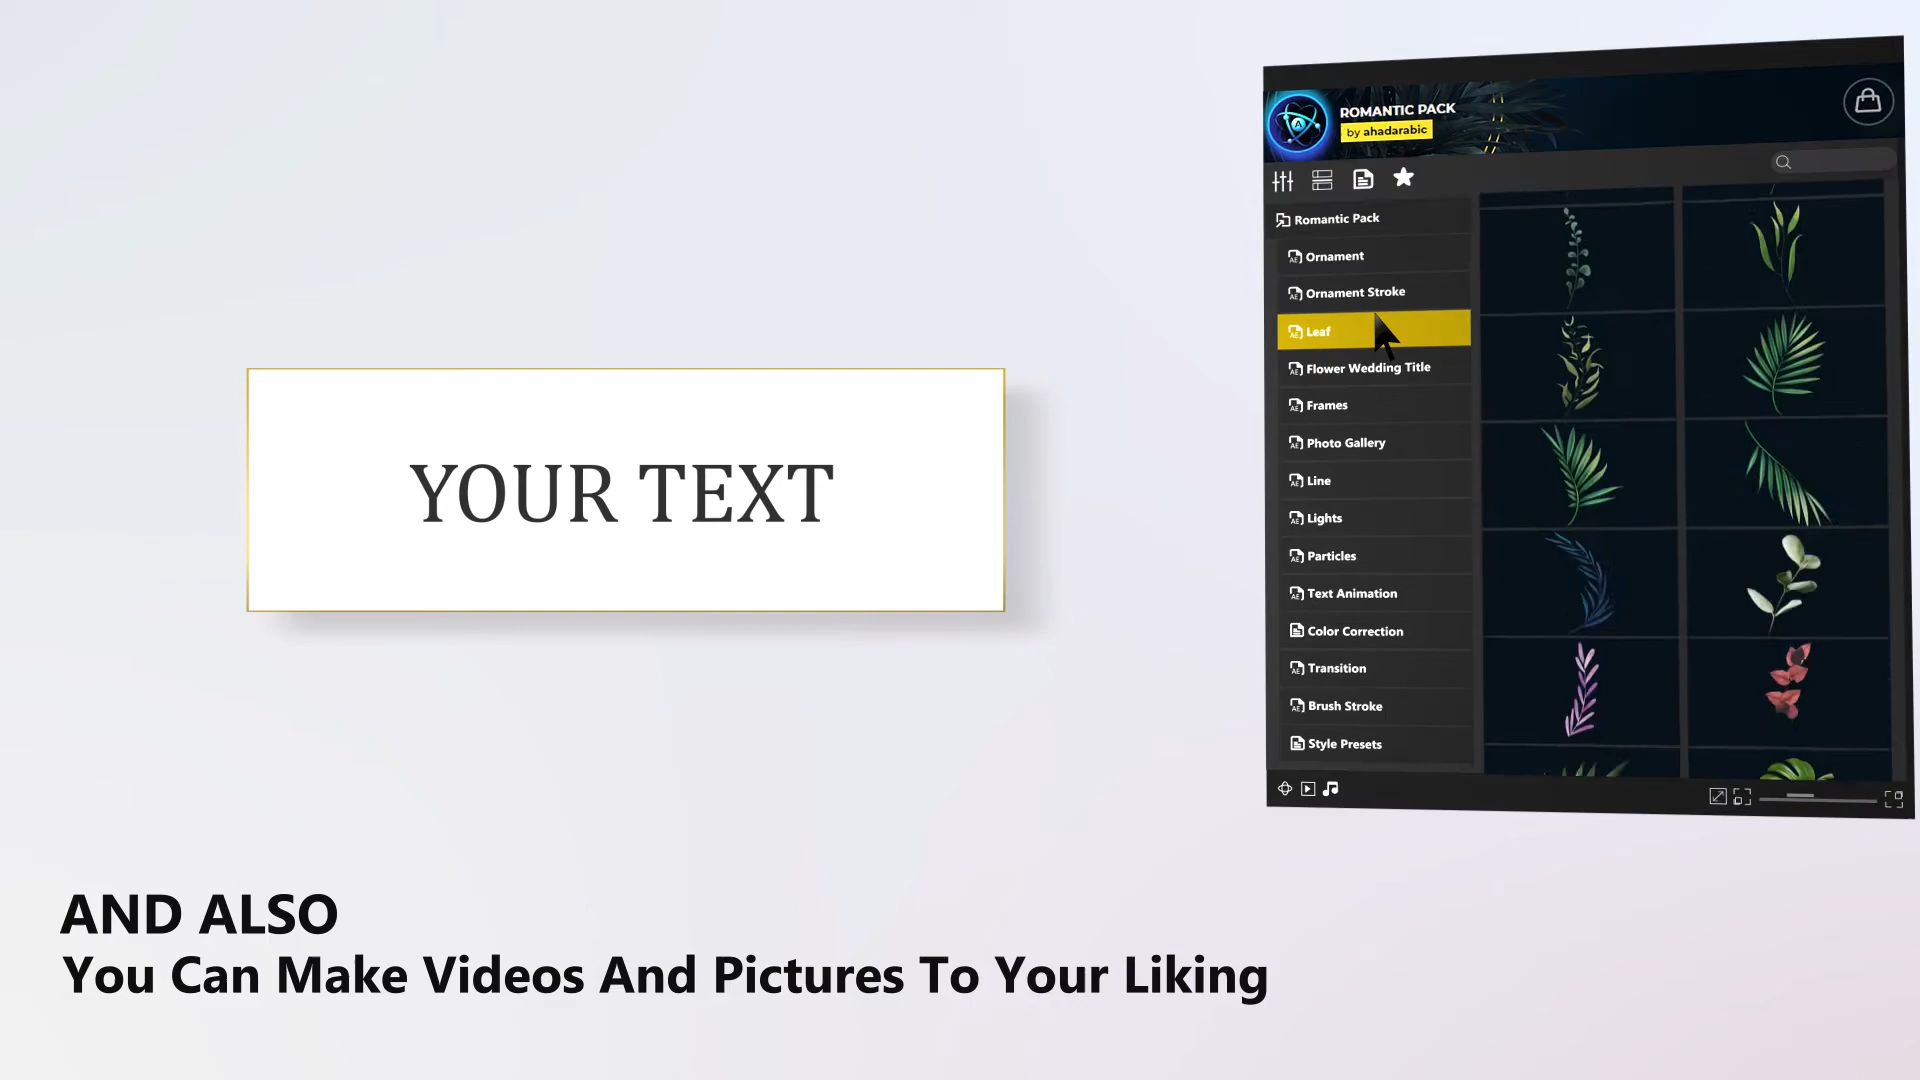 ROMANTIC PACK
by ahadarabic
Romantic Pack
Ornament
Ornament Stroke
Leaf
Flower Wedding Title
Frames
Photo Gallery
Line
Lights
Particles
Text Animation
Color Correction
Transition
Brush Stroke
Style Presets
YOUR TEXT
AND ALSO
You Can Make Videos And Pictures To Your Liking